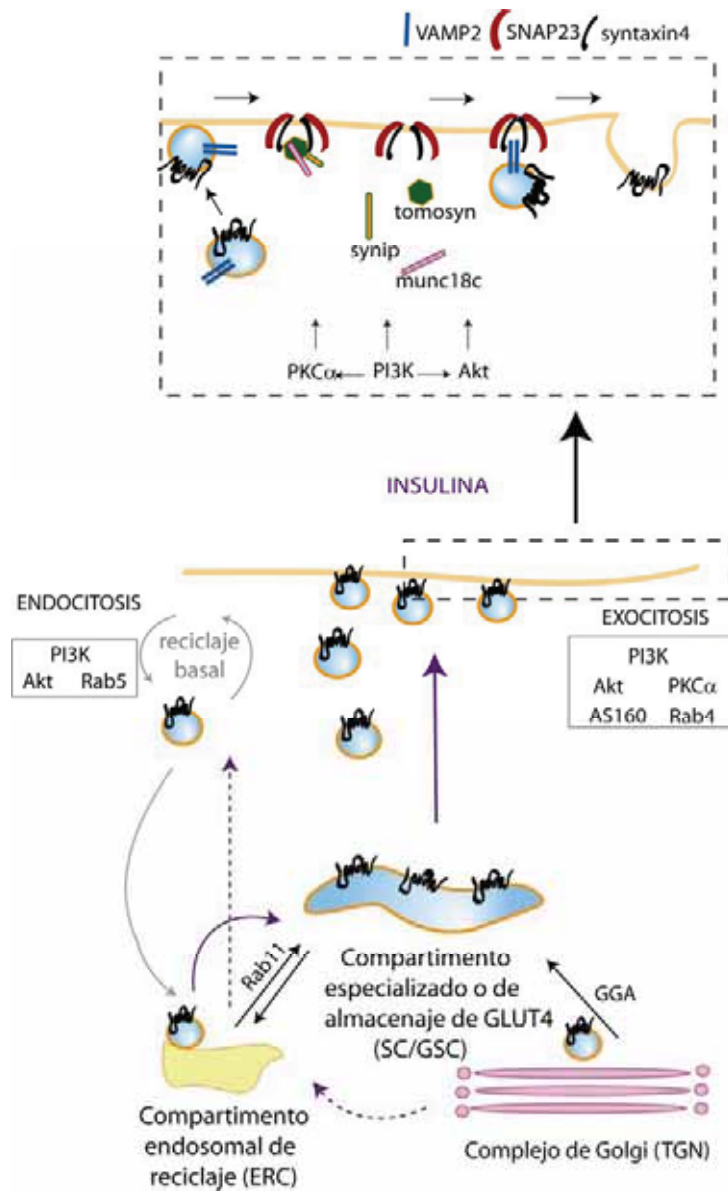 VAMP2 SNAP23 syntaxin4
tomosyn
synip
munc18c
PKCα PI3K Akt
INSULINA
ENDOCITOSIS
PI3K
Akt Rab5
reciclaje
basal
EXOCITOSIS
PI3K
Akt PKCα
AS160 Rab4
Rab11
Compartimento
especializado o de
almacenaje de GLUT4
(SC/GSC)
GGA
Compartimento
endosomal de
reciclaje (ERC)
Complejo de Golgi (TGN)